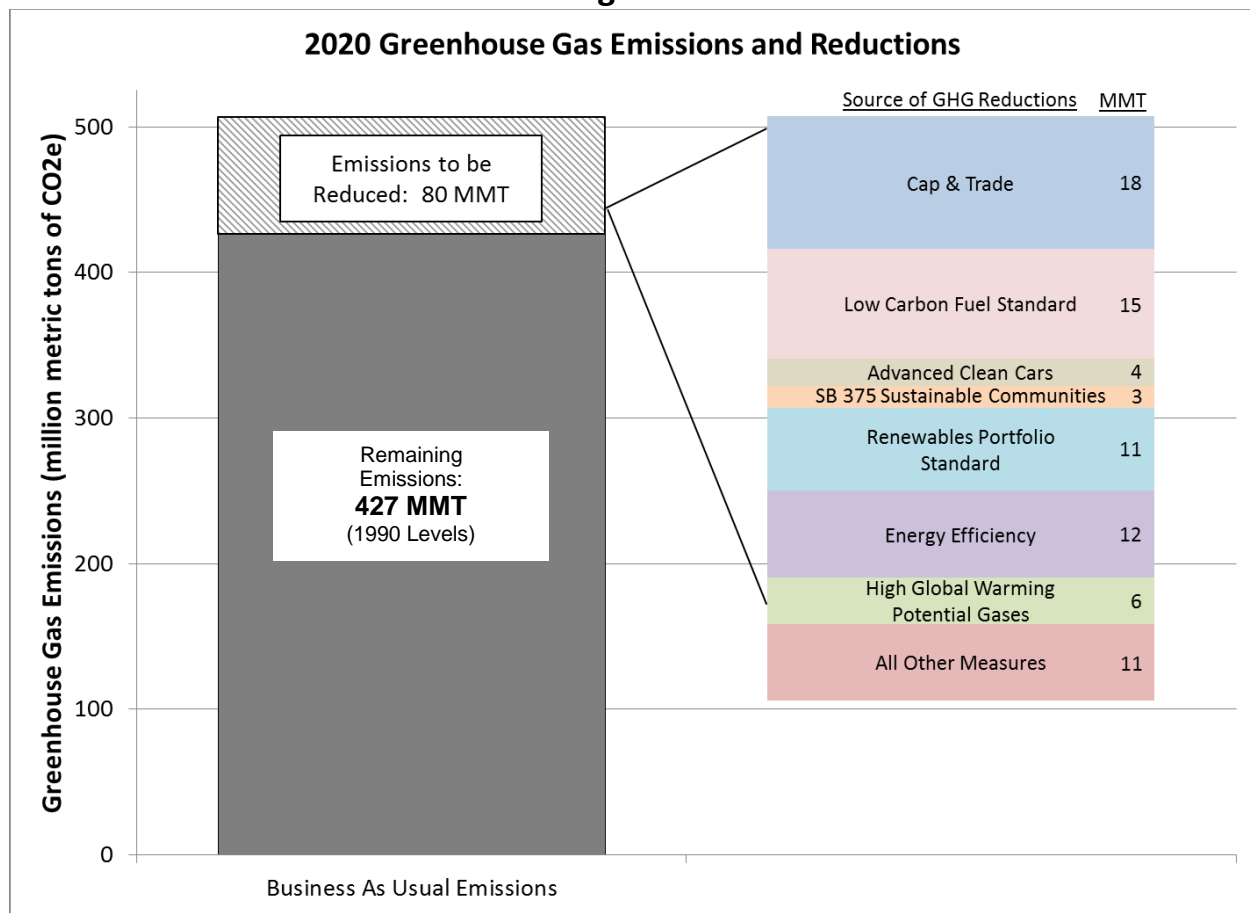 2020 Greenhouse Gas Emissions and Reductions
Greenhouse Gas Emissions (million metric tons of CO2e)
500
400
300
200
100
0
Emissions to be
Reduced: 80 MMT
Remaining
Emissions:
427 MMT
(1990 Levels)
Business As Usual Emissions
Source of GHG Reductions MMT
Cap & Trade 18
Low Carbon Fuel Standard 15
Advanced Clean Cars 4
SB 375 Sustainable Communities 3
Renewables Portfolio
Standard 11
Energy Efficiency 12
High Global Warming
Potential Gases 6
All Other Measures 11